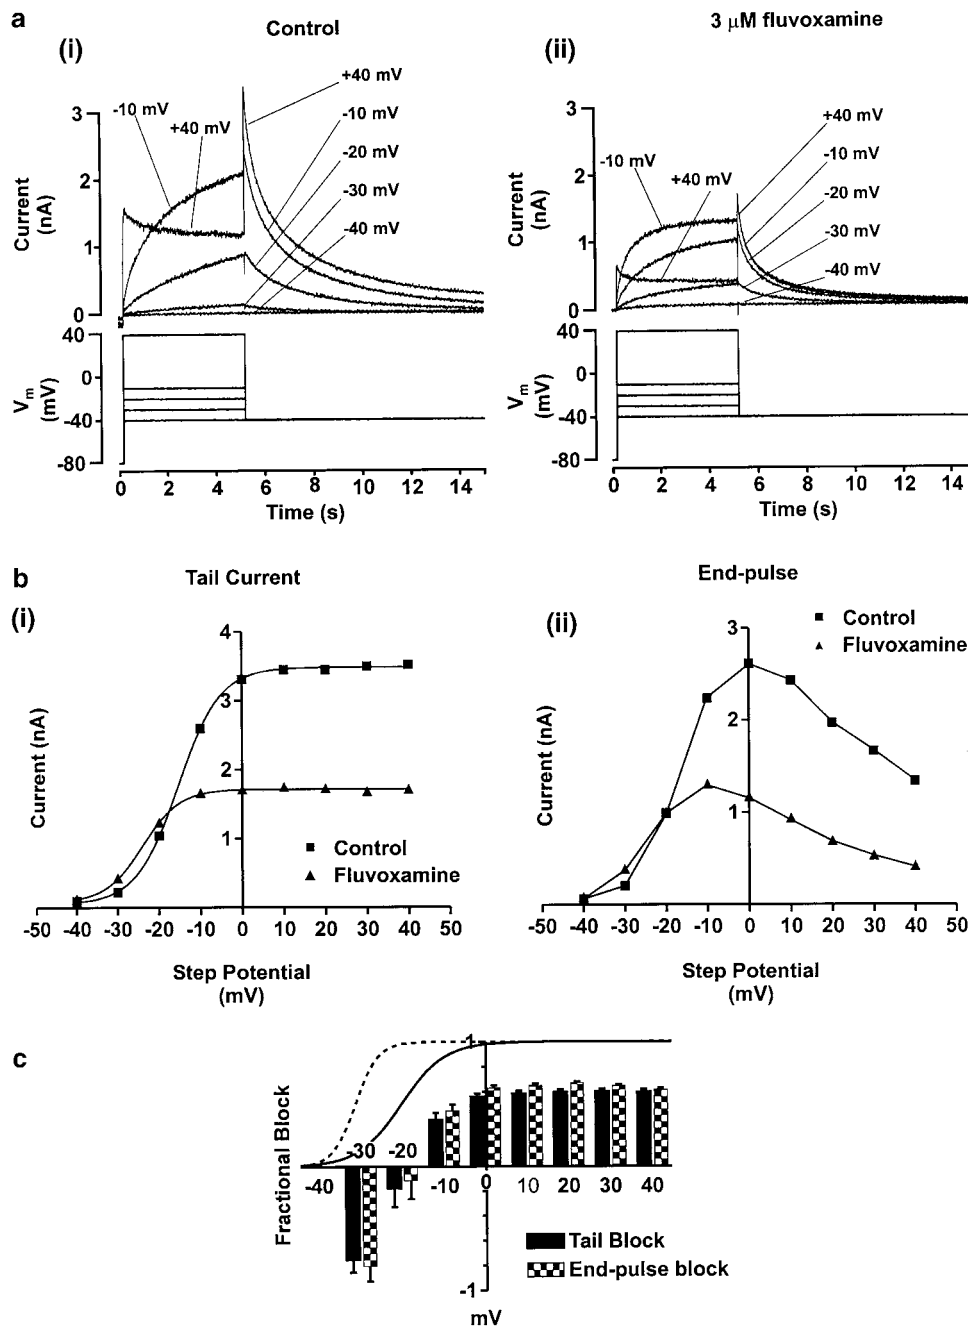 a
(i)
Control
(ii)
3 μM fluvoxamine
Current
(nA)
3
2
1
0
-10 mV
+40 mV
+40 mV
-10 mV
-20 mV
-30 mV
-40 mV
Vm
(mV)
40
0
-40
-80
0 2 4 6 8 10 12 14
Time (s)
Current
(nA)
3
2
1
0
-10 mV
+40 mV
+40 mV
-10 mV
-20 mV
-30 mV
-40 mV
Vm
(mV)
40
0
-40
-80
0 2 4 6 8 10 12 14
Time (s)
b
Tail Current
(i)
Current (nA)
4
3
2
1
Control
Fluvoxamine
-50 -40 -30 -20 -10 0 10 20 30 40 50
Step Potential
(mV)
End-pulse
(ii)
Control
Fluvoxamine
Current (nA)
3
2
1
-50 -40 -30 -20 -10 0 10 20 30 40 50
Step Potential
(mV)
c
Fractional Block
1
-30 -20
-40 -10 0 10 20 30 40
Tail Block
End-pulse block
-1
mV